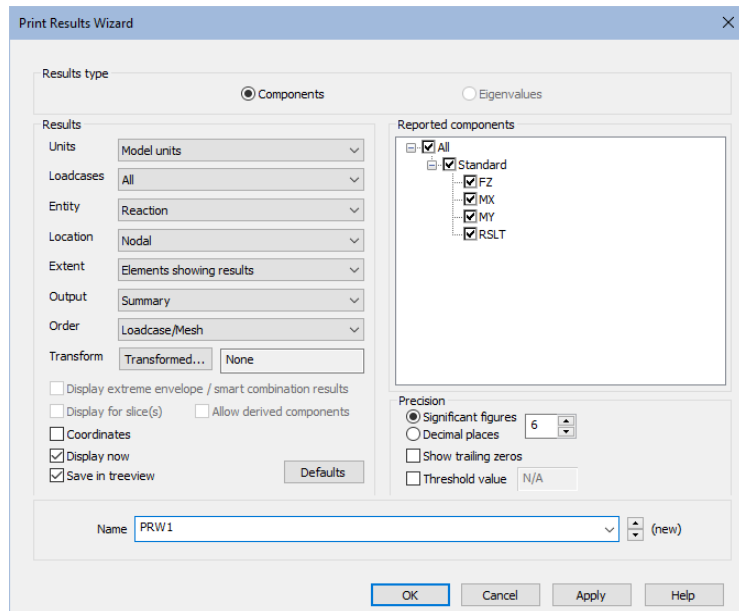 Print Results Wizard
Results type
Components
Eigenvalues
Results
Units
Model units
Loadcases
All
Entity
Reaction
Location
Nodal
Extent
Elements showing results
Output
Summary
Order
Loadcase/Mesh
Transform
Transformed...
None
Display extreme envelope / smart combination results
Display for slice(s)
Allow derived components
Coordinates
Display now
Save in treeview
Defaults
Reported components
All
Standard
FZ
MX
MY
RSLT
Precision
Significant figures
Decimal places
6
Show trailing zeros
Threshold value
N/A
Name
PRW1
(new)
OK
Cancel
Apply
Help